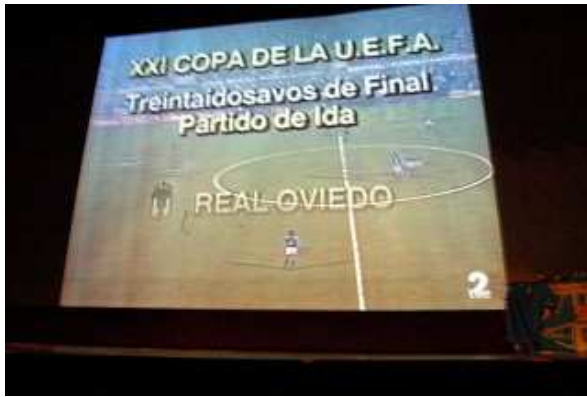 XXI COPA DE LA U.E.F.A.
Treintaidosavos de Final
Partido de Ida
REAL OVIEDO
2